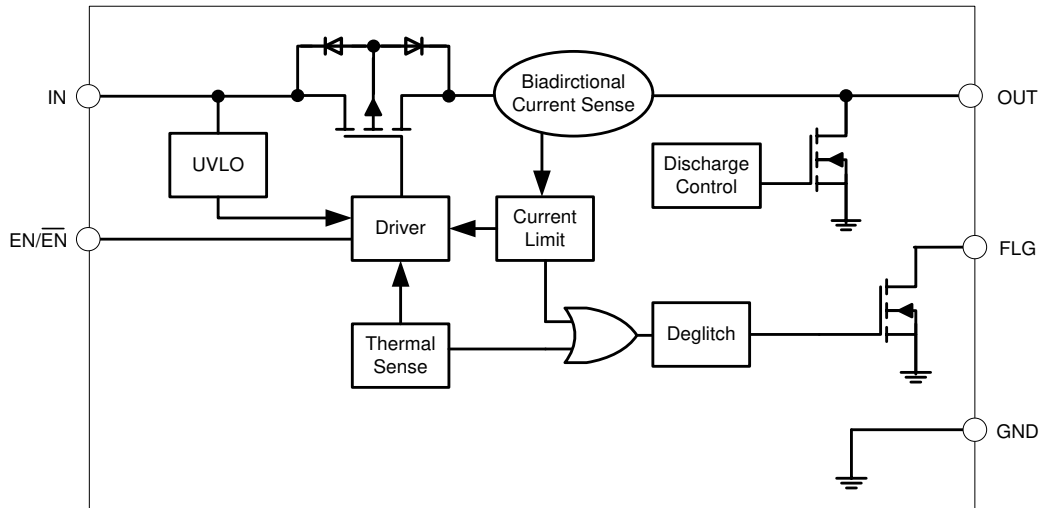 Biadirctional
Current Sense
IN
OUT
UVLO
Discharge
Control
Driver
Current
Limit
EN/EN
FLG
Thermal
Sense
Deglitch
GND